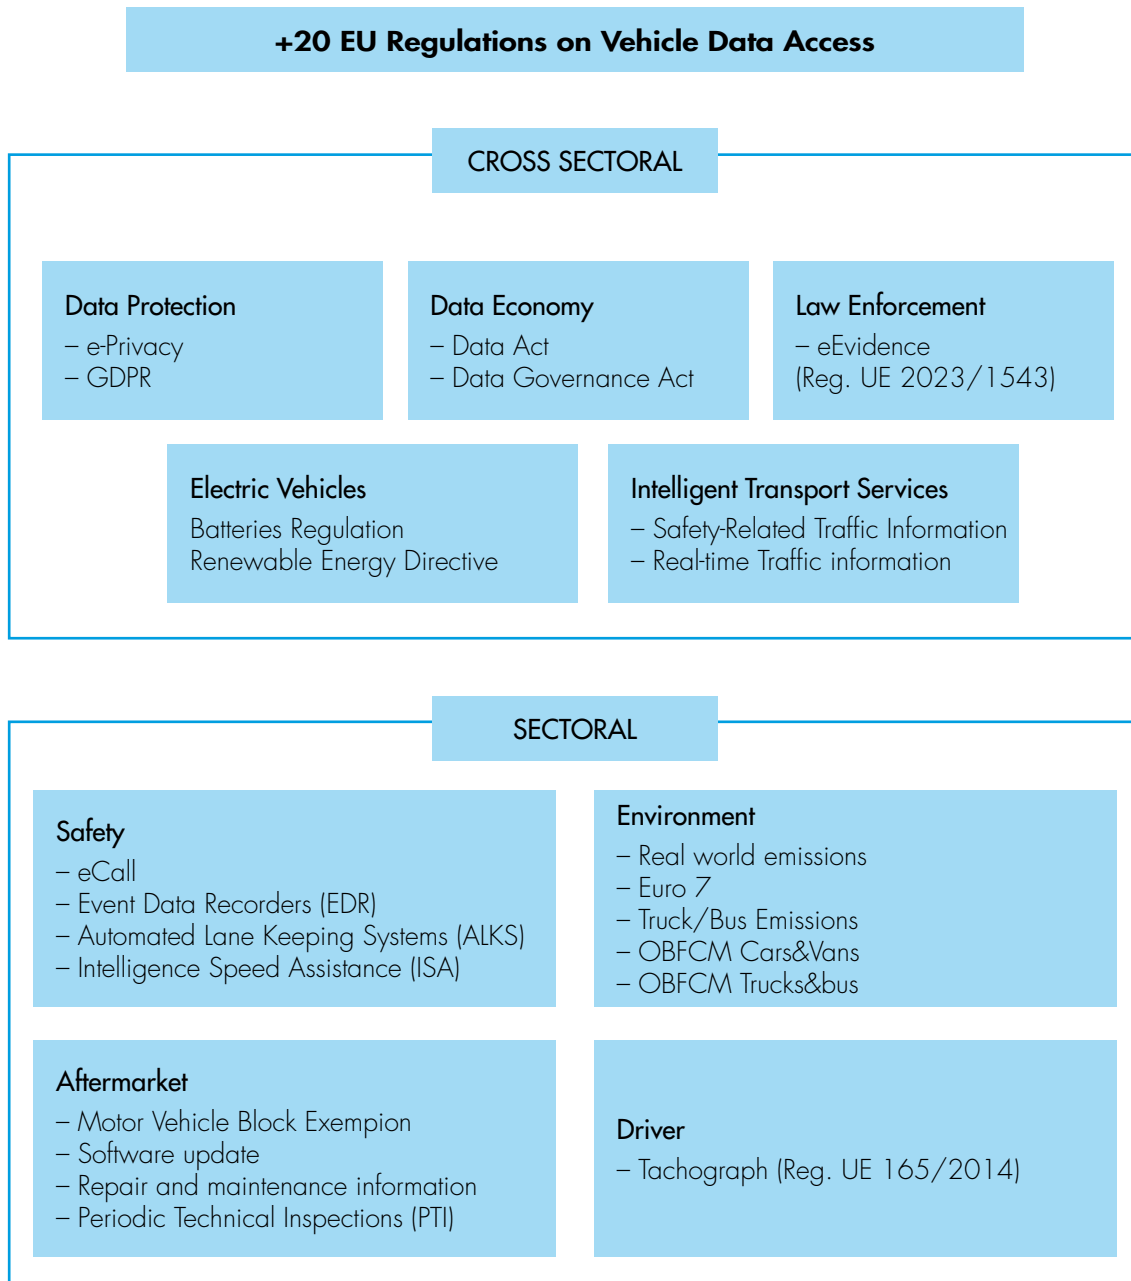 +20 EU Regulations on Vehicle Data Access
CROSS SECTORAL
Data Protection
– e-Privacy
– GDPR
Data Economy
– Data Act
– Data Governance Act
Law Enforcement
– eEvidence
(Reg. UE 2023/1543)
Electric Vehicles
Batteries Regulation
Renewable Energy Directive
Intelligent Transport Services
– Safety-Related Traffic Information
– Real-time Traffic information
SECTORAL
Safety
– eCall
– Event Data Recorders (EDR)
– Automated Lane Keeping Systems (ALKS)
– Intelligence Speed Assistance (ISA)
Environment
– Real world emissions
– Euro 7
– Truck/Bus Emissions
– OBFCM Cars&Vans
– OBFCM Trucks&bus
Aftermarket
– Motor Vehicle Block Exempion
– Software update
– Repair and maintenance information
– Periodic Technical Inspections (PTI)
Driver
– Tachograph (Reg. UE 165/2014)